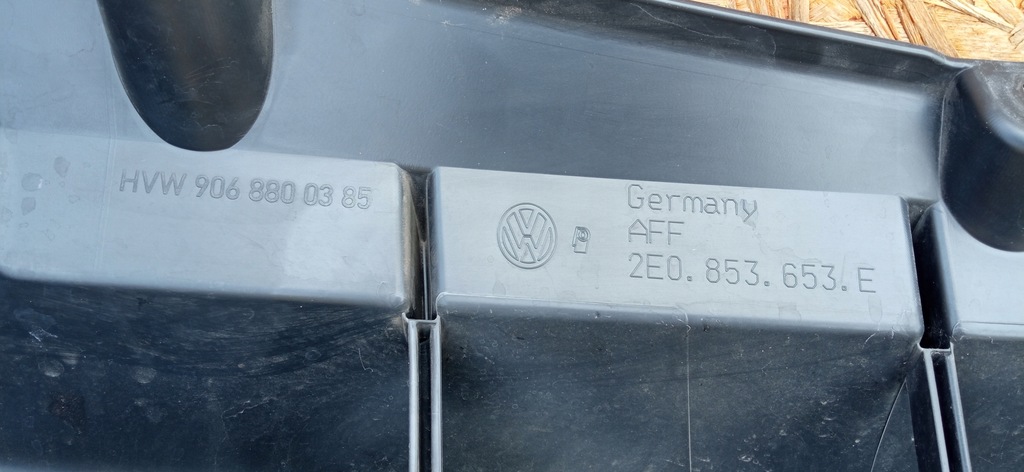 HVW 906 880 03 85
Germany
AFF
2E0.853.653.E